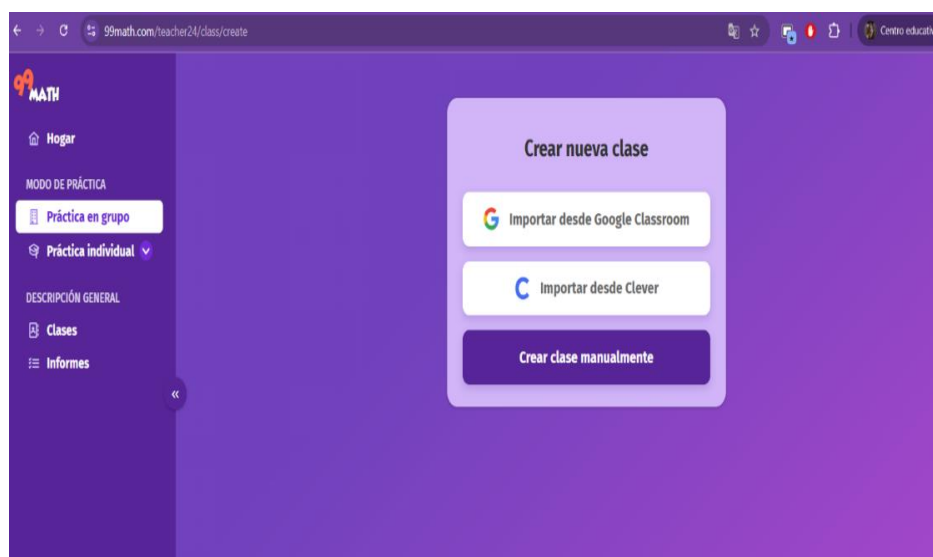 99math.com/teacher24/class/create
Centro educativ
99
MATH
Hogar
MODO DE PRÁCTICA
Práctica en grupo
Práctica individual
DESCRIPCIÓN GENERAL
Clases
Informes
Crear nueva clase
Importar desde Google Classroom
Importar desde Clever
Crear clase manualmente